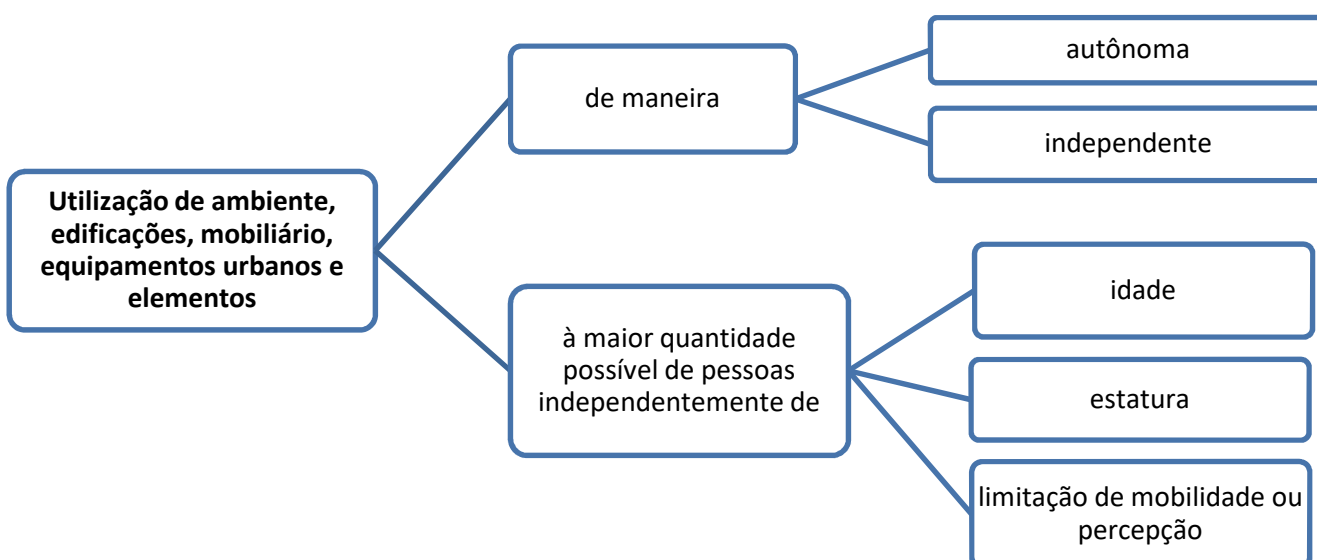 Utilização de ambiente,
edificações, mobiliário,
equipamentos urbanos e
elementos
de maneira
autônoma
independente
à maior quantidade
possível de pessoas
independentemente de
idade
estatura
limitação de mobilidade ou
percepção